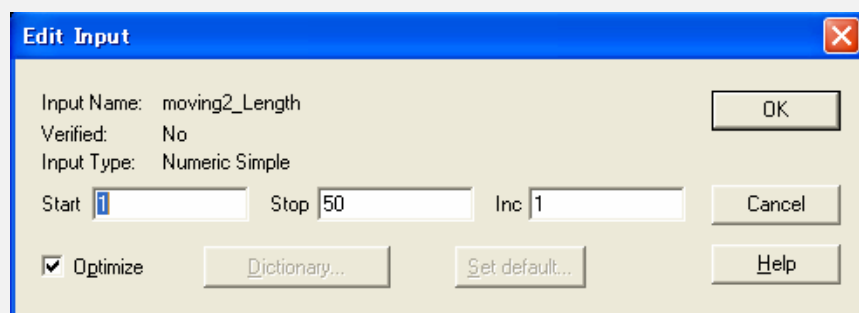 Edit Input
Input Name: moving2_Length
OK
Verified: No
Input Type: Numeric Simple
Start 1 Stop 50 Inc 1 Cancel
Optimize Dictionary... Set default... Help